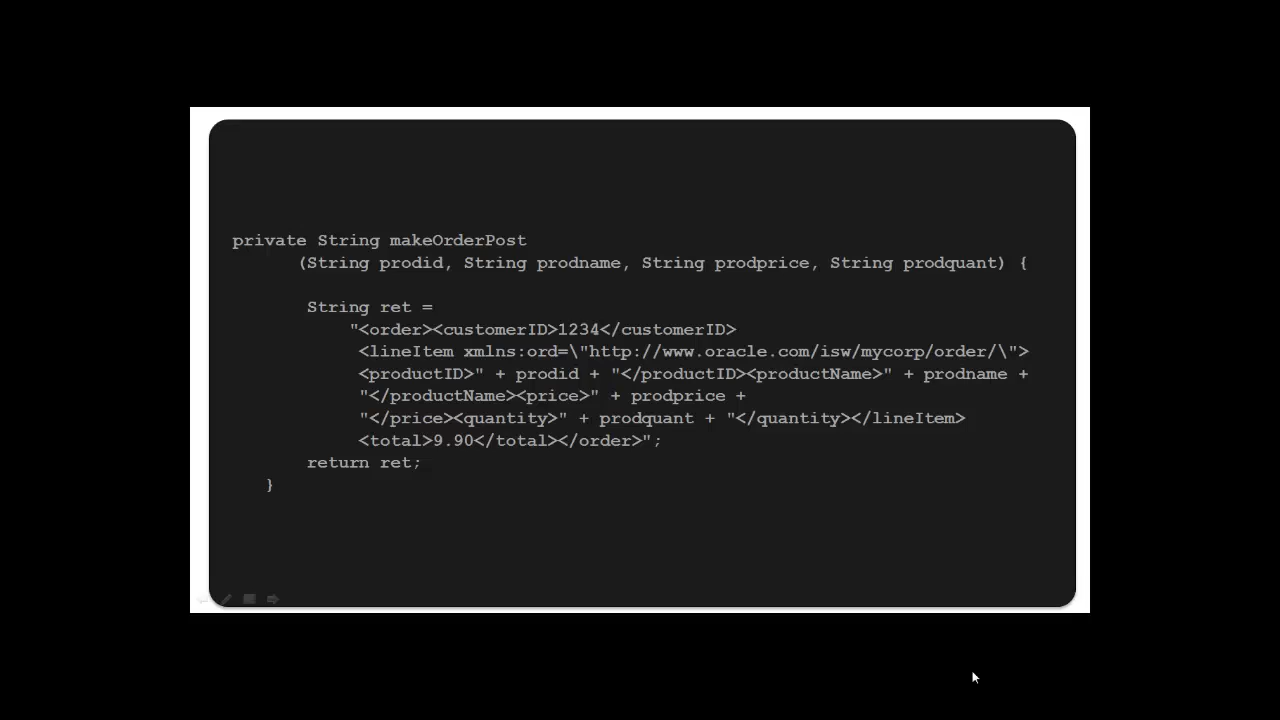 private String makeOrderPost
(String prodid, String prodname, String prodprice, String prodquant) {
String ret =
"<order><customerID>1234</customerID>
<lineItem xmlns:ord=\"http://www.oracle.com/isw/mycorp/order/\">
<productID>" + prodid + "</productID><productName>" + prodname +
"</productName><price>" + prodprice +
"</price><quantity>" + prodquant + "</quantity></lineItem>
<total>9.90</total></order>";
return ret;
}